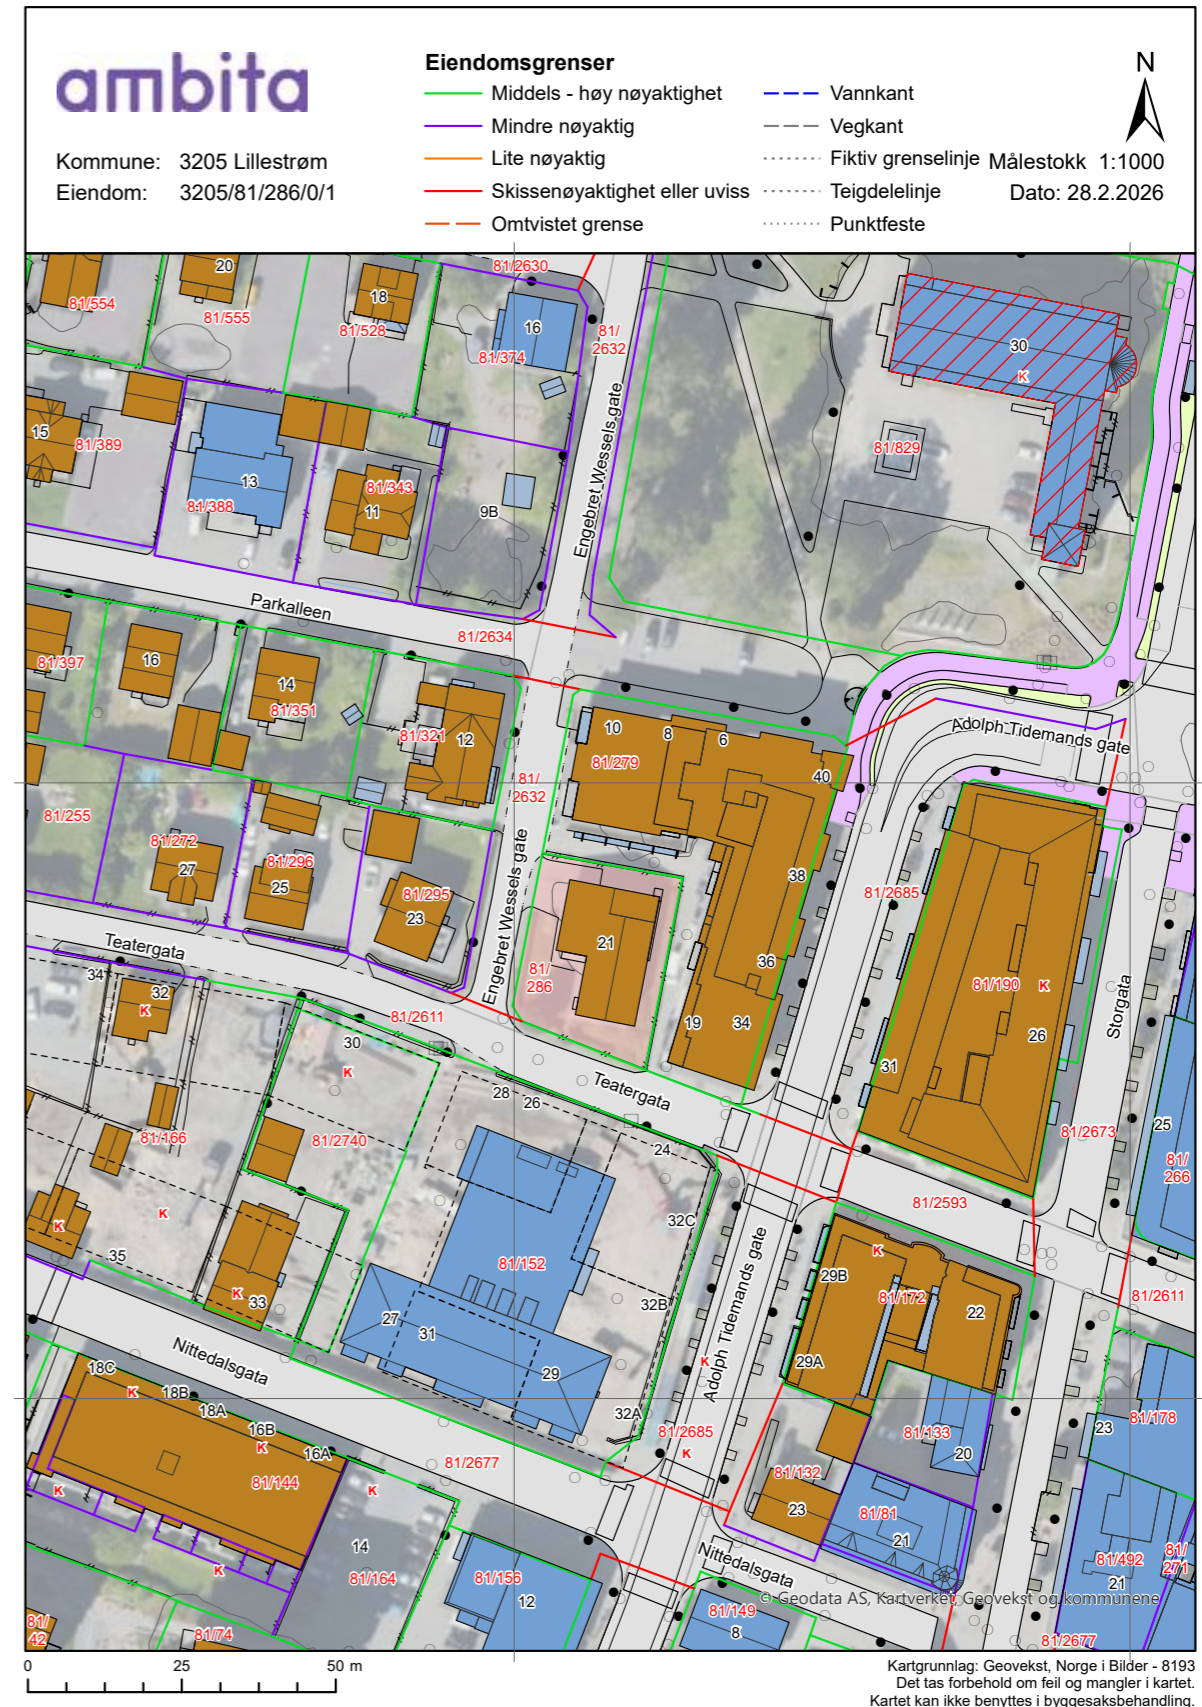 ambita
Kommune: 3205 Lillestrøm
Eiendom: 3205/81/286/0/1
Eiendomsgrenser
Middels - høy nøyaktighet
Mindre nøyaktig
Lite nøyaktig
Skissenøyaktighet eller uviss
Omtvistet grense
Vannkant
Vegkant
Fiktiv grenselinje
Teigdelelinje
Punktfeste
N
Målestokk 1:1000
Dato: 28.2.2026
20
81/2630
81/554
81/555
18
81/528
16
81/374
81/
2632
30
K
15
81/389
13
81/388
81/343
11
9B
Engebret Wessels gate
81/829
Parkalleen
81/2634
81/397
16
14
81/351
81/321
12
10
8
6
81/279
40
Adolph Tidemands gate
81/
2632
81/255
81/272
27
81/296
25
81/295
23
Engebret Wessels gate
38
81/2685
21
81/
286
36
19
34
81/190
K
26
31
Storgata
Teatergata
34
32
K
81/2611
30
K
28
26
Teatergata
81/166
81/2740
24
81/2673
25
81/
266
K
K
35
33
K
32C
81/152
81/2593
32B
27
31
29
32A
Adolph Tidemands gate
K
29B
K
81/172
22
29A
81/2611
Nittedalsgata
18C
K
18B
18A
16B
K
16A
81/144
K
K
K
81/2677
81/2685
K
81/133
20
81/132
23
81/81
21
81/178
23
14
81/164
81/156
12
Nittedalsgata
81/149
8
81/492
21
81/
271
81/
42
81/74
81/2677
© Geodata AS, Kartverket, Geovekst og kommunene
0 25 50 m
Kartgrunnlag: Geovekst, Norge i Bilder - 8193
Det tas forbehold om feil og mangler i kartet.
Kartet kan ikke benyttes i byggesaksbehandling.